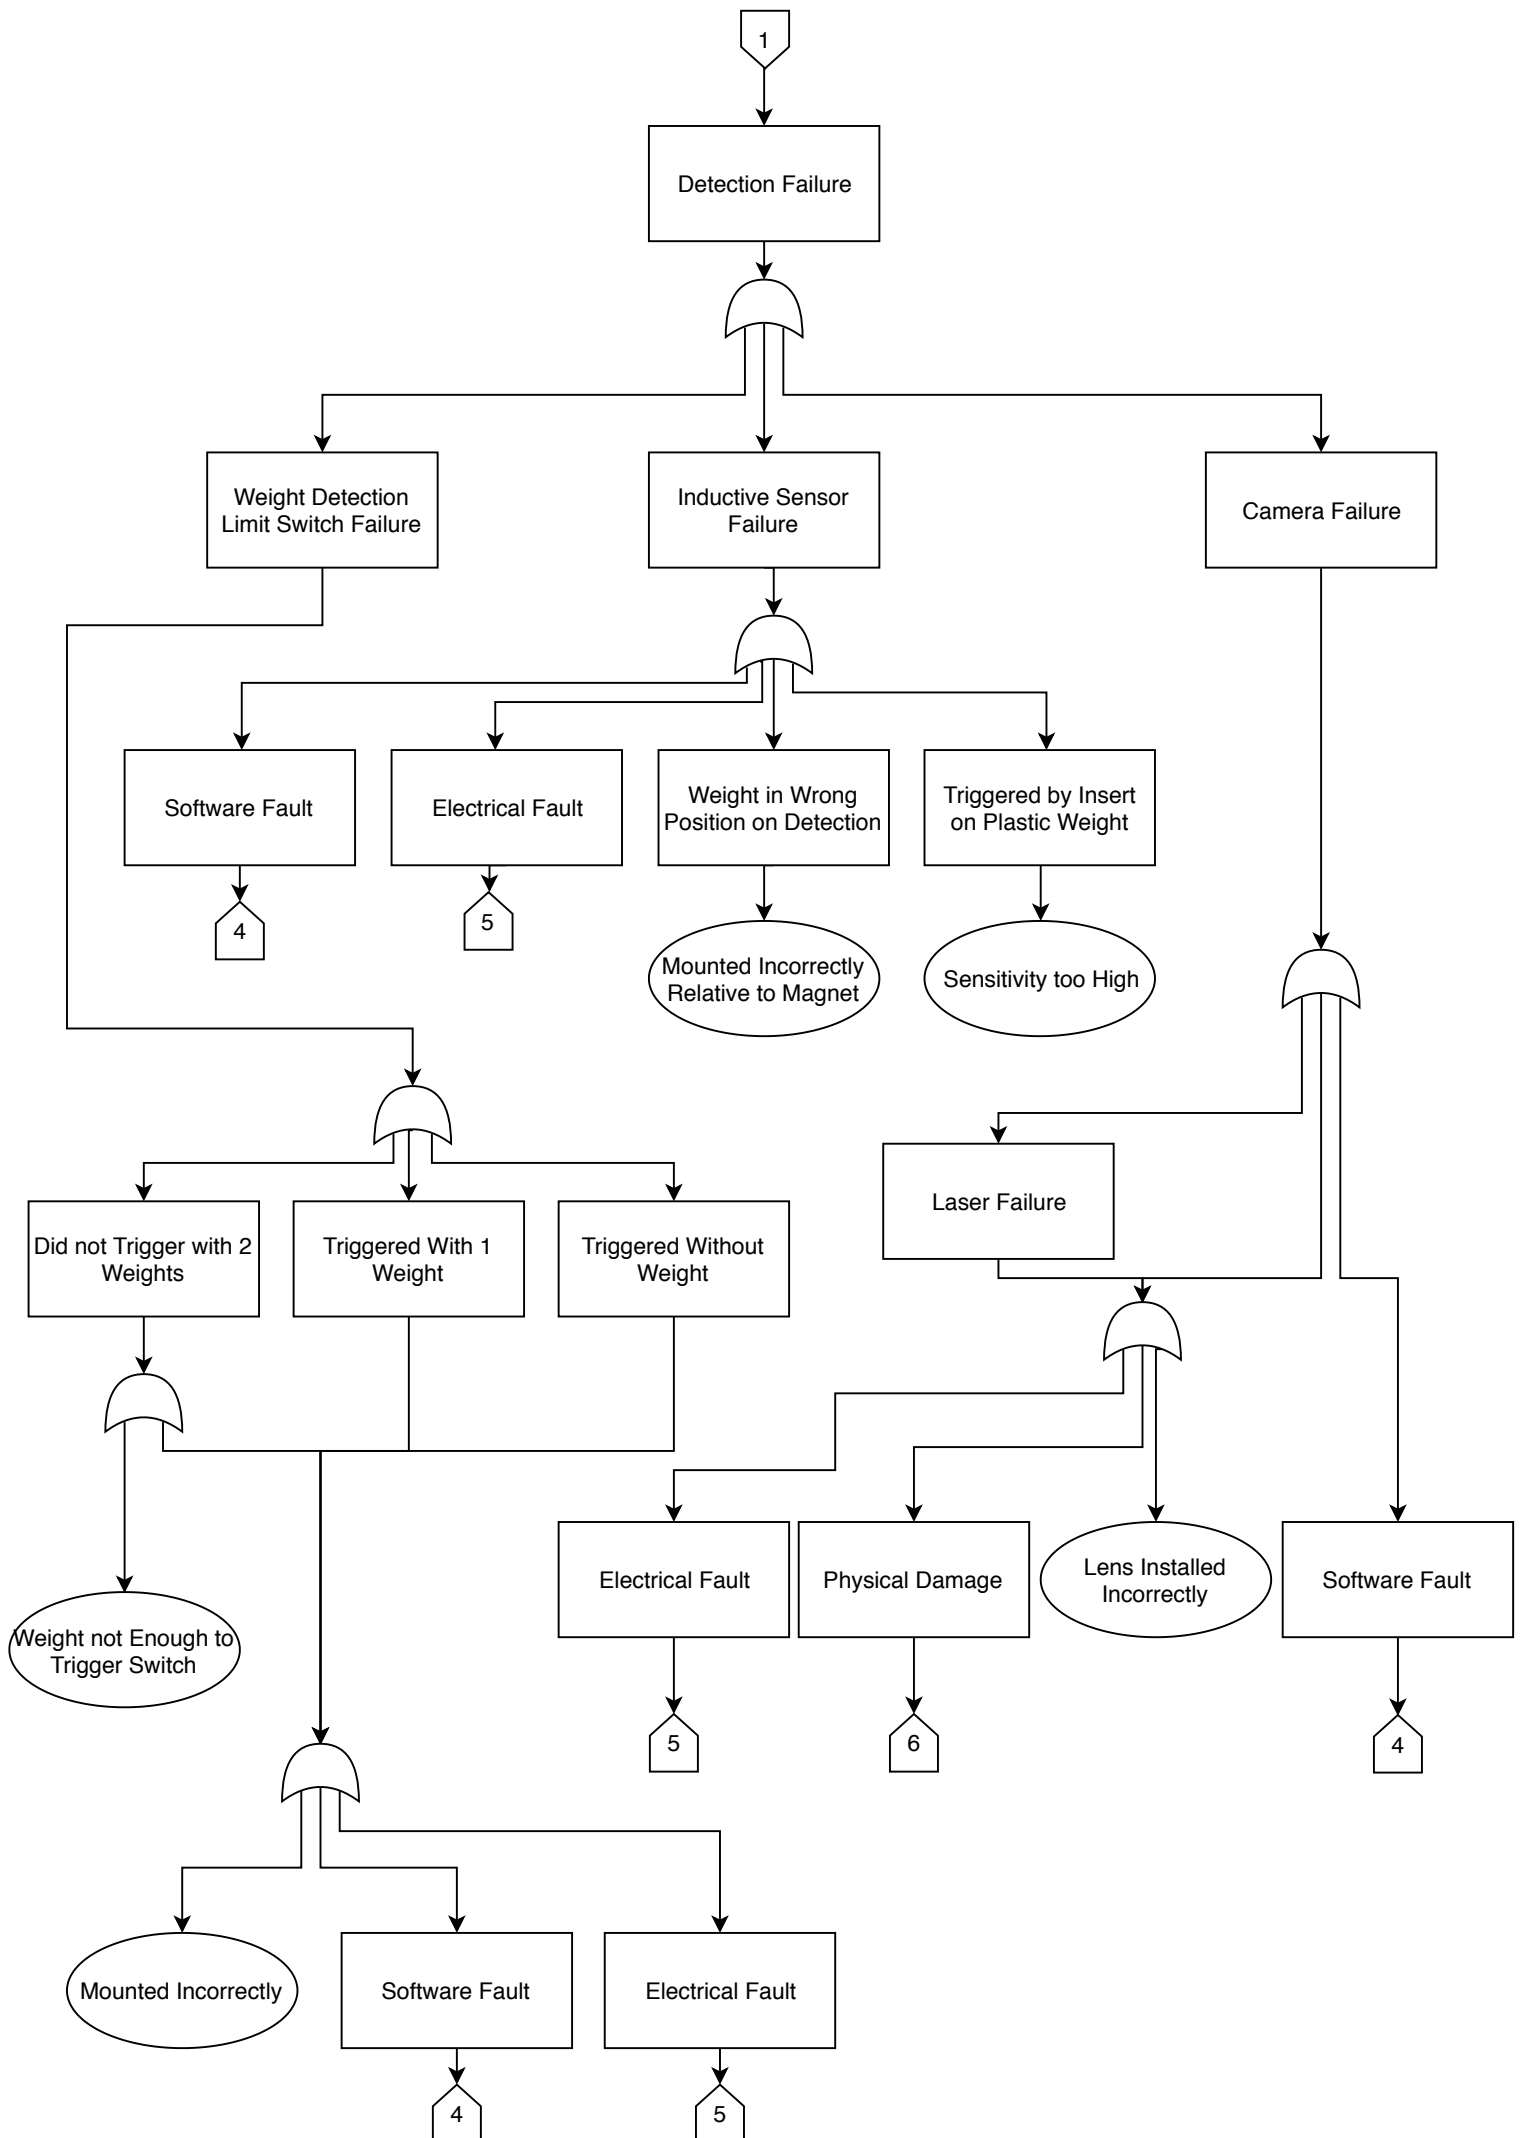 1
Detection Failure
Weight Detection
Limit Switch Failure
Inductive Sensor
Failure
Camera Failure
Software Fault
Electrical Fault
Weight in Wrong
Position on Detection
Triggered by Insert
on Plastic Weight
4
5
Mounted Incorrectly
Relative to Magnet
Sensitivity too High
Laser Failure
Did not Trigger with 2
Weights
Triggered With 1
Weight
Triggered Without
Weight
Electrical Fault
Physical Damage
Lens Installed
Incorrectly
Software Fault
Weight not Enough to
Trigger Switch
5
6
4
Mounted Incorrectly
Software Fault
Electrical Fault
4
5